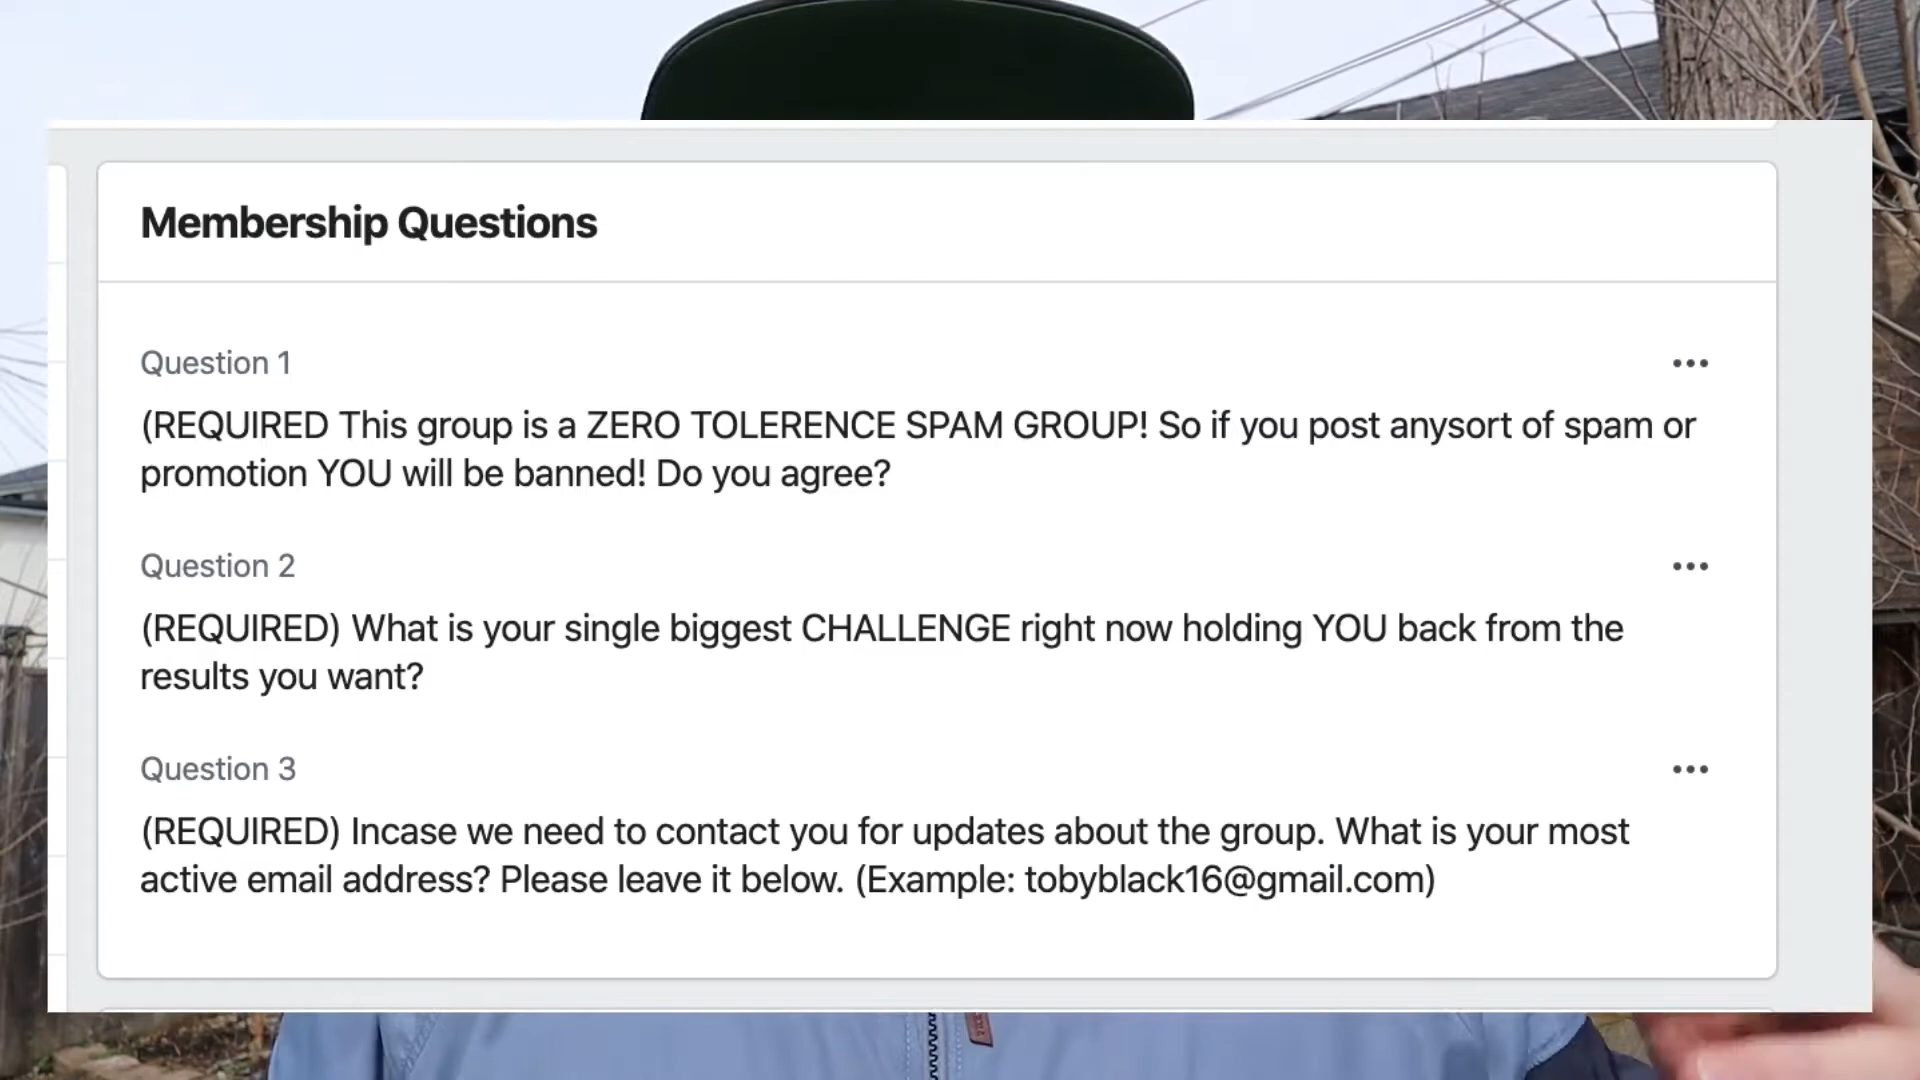 Membership Questions
Question 1
(REQUIRED This group is a ZERO TOLERENCE SPAM GROUP! So if you post anysort of spam or
promotion YOU will be banned! Do you agree?
Question 2
(REQUIRED) What is your single biggest CHALLENGE right now holding YOU back from the
results you want?
Question 3
(REQUIRED) Incase we need to contact you for updates about the group. What is your most
active email address? Please leave it below. (Example: tobyblack16@gmail.com)